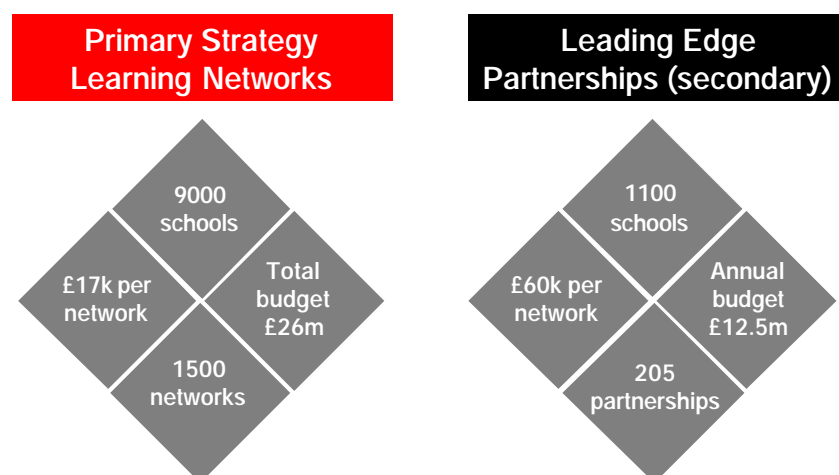 Primary Strategy
Learning Networks
9000
schools
£17k per
network
Total
budget
£26m
1500
networks
Leading Edge
Partnerships (secondary)
1100
schools
£60k per
network
Annual
budget
£12.5m
205
partnerships